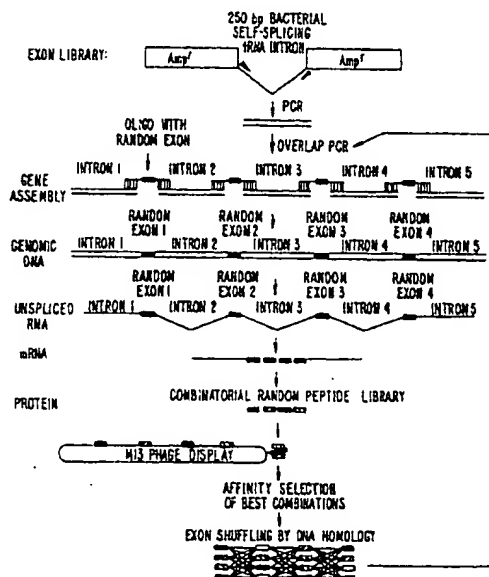 250 bp BACTERIAL
SELF-SPLICING
tRNA INTRON
EXON LIBRARY:
Ampʳ
Ampʳ
PCR
OLIGO WITH
RANDOM EXON
OVERLAP PCR
INTRON 1 INTRON 2 INTRON 3 INTRON 4 INTRON 5
GENE
ASSEMBLY
RANDOM
EXON 1
RANDOM
EXON 2
RANDOM
EXON 3
RANDOM
EXON 4
GENOMIC
DNA
INTRON 1 INTRON 2 INTRON 3 INTRON 4 INTRON 5
RANDOM
EXON 1
RANDOM
EXON 2
RANDOM
EXON 3
RANDOM
EXON 4
UNSPLICED
RNA
INTRON 1 INTRON 2 INTRON 3 INTRON 4 INTRON 5
mRNA
COMBINATORIAL RANDOM PEPTIDE LIBRARY
PROTEIN
M13 PHAGE DISPLAY
AFFINITY SELECTION
OF BEST COMBINATIONS
EXON SHUFFLING BY DNA HOMOLOGY